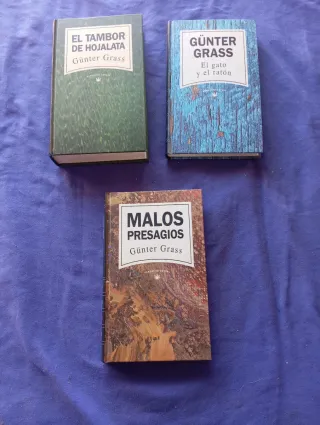 EL TAMBOR
DE HOJALATA
Günter Grass
GÜNTER
GRASS
El gato
y el ratón
MALOS
PRESAGIOS
Günter Grass